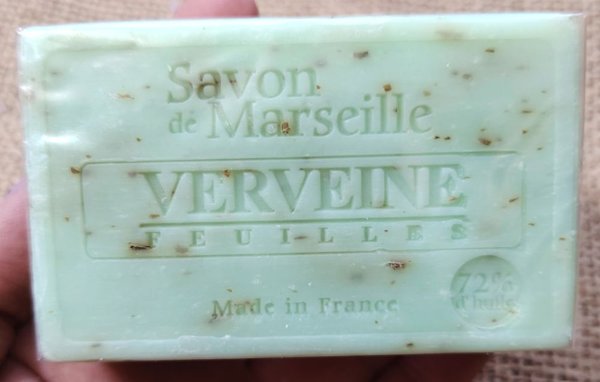 Savon
de Marseille
VERVEINE
FEUILLES
72%
d'huile
Made in France